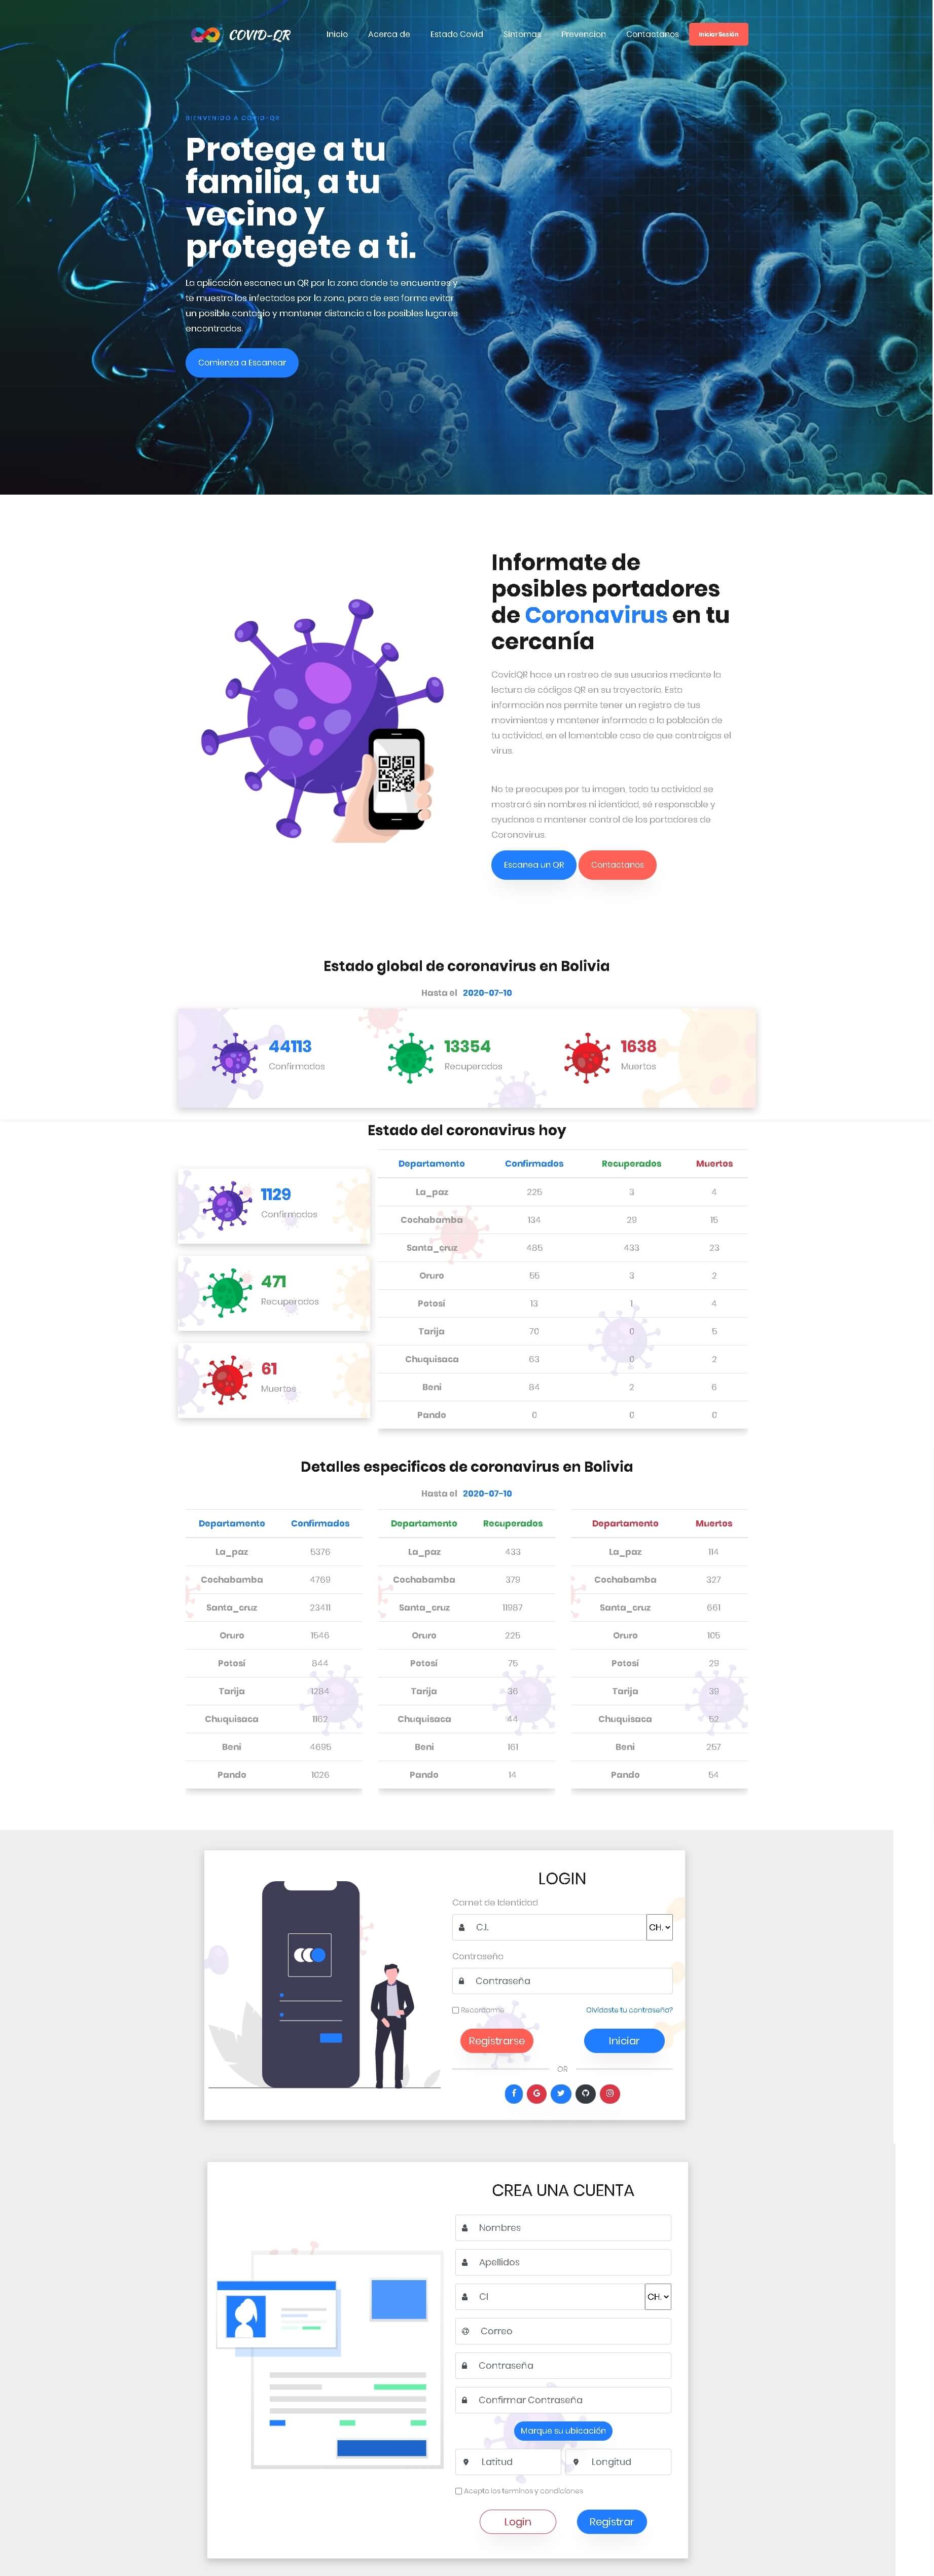 COVID-QR
Inicio Acerca de Estado Covid Síntomas Prevencion Contactanos Iniciar Sesión
BIENVENIDO A COVID-QR
Protege a tu
familia, a tu
vecino y
protegete a ti.
La aplicación escanea un QR por la zona donde te encuentres y
te muestra los infectados por la zona, para de esa forma evitar
un posible contagio y mantener distancia a los posibles lugares
encontrados.
Comienza a Escanear
Informate de
posibles portadores
de Coronavirus en tu
cercanía
CovidQR hace un rastreo de sus usuarios mediante la
lectura de códigos QR en su trayectoria. Esta
información nos permite tener un registro de tus
movimientos y mantener informada a la población de
tu actividad, en el lamentable caso de que contraigas el
virus.
No te preocupes por tu imagen, toda tu actividad se
mostrará sin nombres ni identidad, sé responsable y
ayudanos a mantener control de los portadores de
Coronavirus.
Escanea un QR Contactanos
Estado global de coronavirus en Bolivia
Hasta el 2020-07-10
44113 13354 1638
Confirmados Recuperados Muertos
Estado del coronavirus hoy
1129
Confirmados
471
Recuperados
61
Muertos
Departamento Confirmados Recuperados Muertos
La_paz 225 3 4
Cochabamba 134 29 15
Santa_cruz 485 433 23
Oruro 55 3 2
Potosí 13 1 4
Tarija 70 0 5
Chuquisaca 63 0 2
Beni 84 2 6
Pando 0 0 0
Detalles especificos de coronavirus en Bolivia
Hasta el 2020-07-10
Departamento Confirmados Departamento Recuperados Departamento Muertos
La_paz 5376 La_paz 433 La_paz 114
Cochabamba 4769 Cochabamba 379 Cochabamba 327
Santa_cruz 23411 Santa_cruz 11987 Santa_cruz 661
Oruro 1546 Oruro 225 Oruro 105
Potosí 844 Potosí 75 Potosí 29
Tarija 1284 Tarija 36 Tarija 39
Chuquisaca 1162 Chuquisaca 44 Chuquisaca 52
Beni 4695 Beni 161 Beni 257
Pando 1026 Pando 14 Pando 54
LOGIN
Carnet de Identidad
C.I. CH.
Contraseña
Contraseña
Recordarme Olvidaste tu contraseña?
Registrarse Iniciar
OR
CREA UNA CUENTA
Nombres
Apellidos
CI CH.
Correo
Contraseña
Confirmar Contraseña
Marque su ubicación
Latitud Longitud
Acepto los terminos y condiciones
Login Registrar